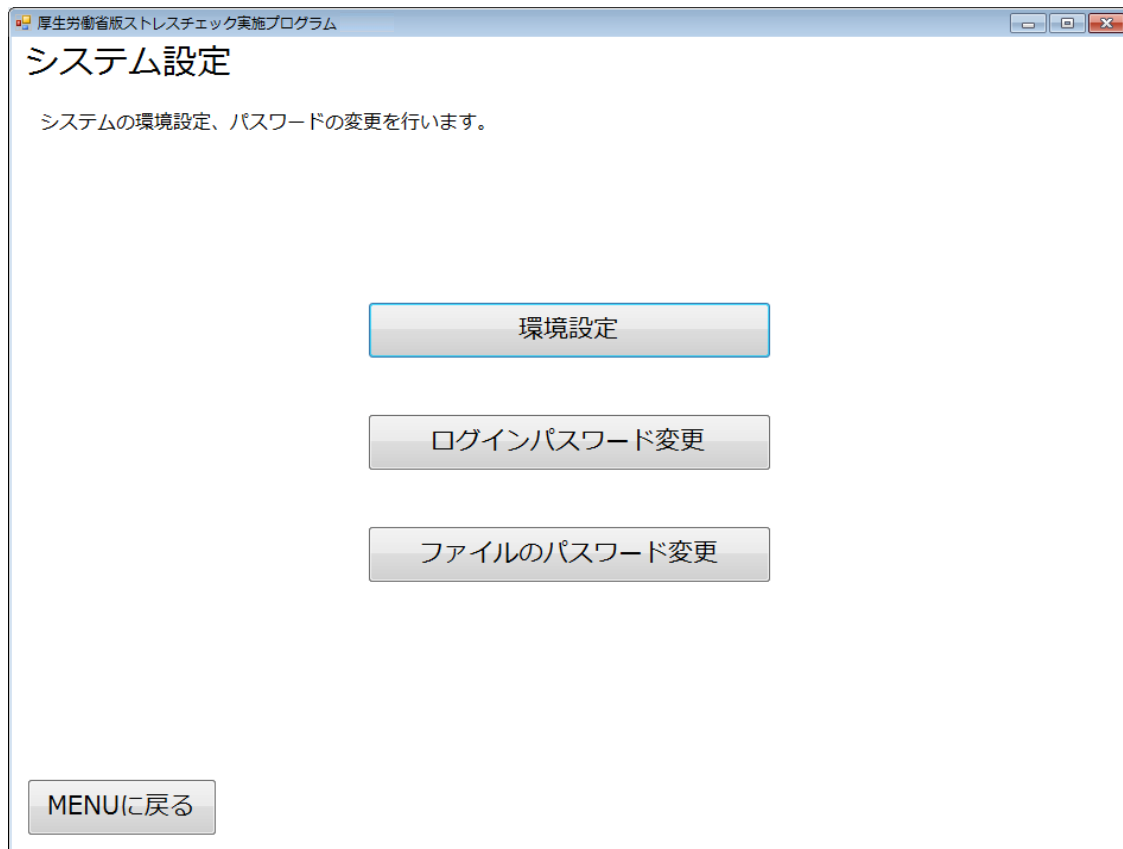 厚生労働省版ストレスチェック実施プログラム
システム設定
システムの環境設定、パスワードの変更を行います。
環境設定
ログインパスワード変更
ファイルのパスワード変更
MENUに戻る